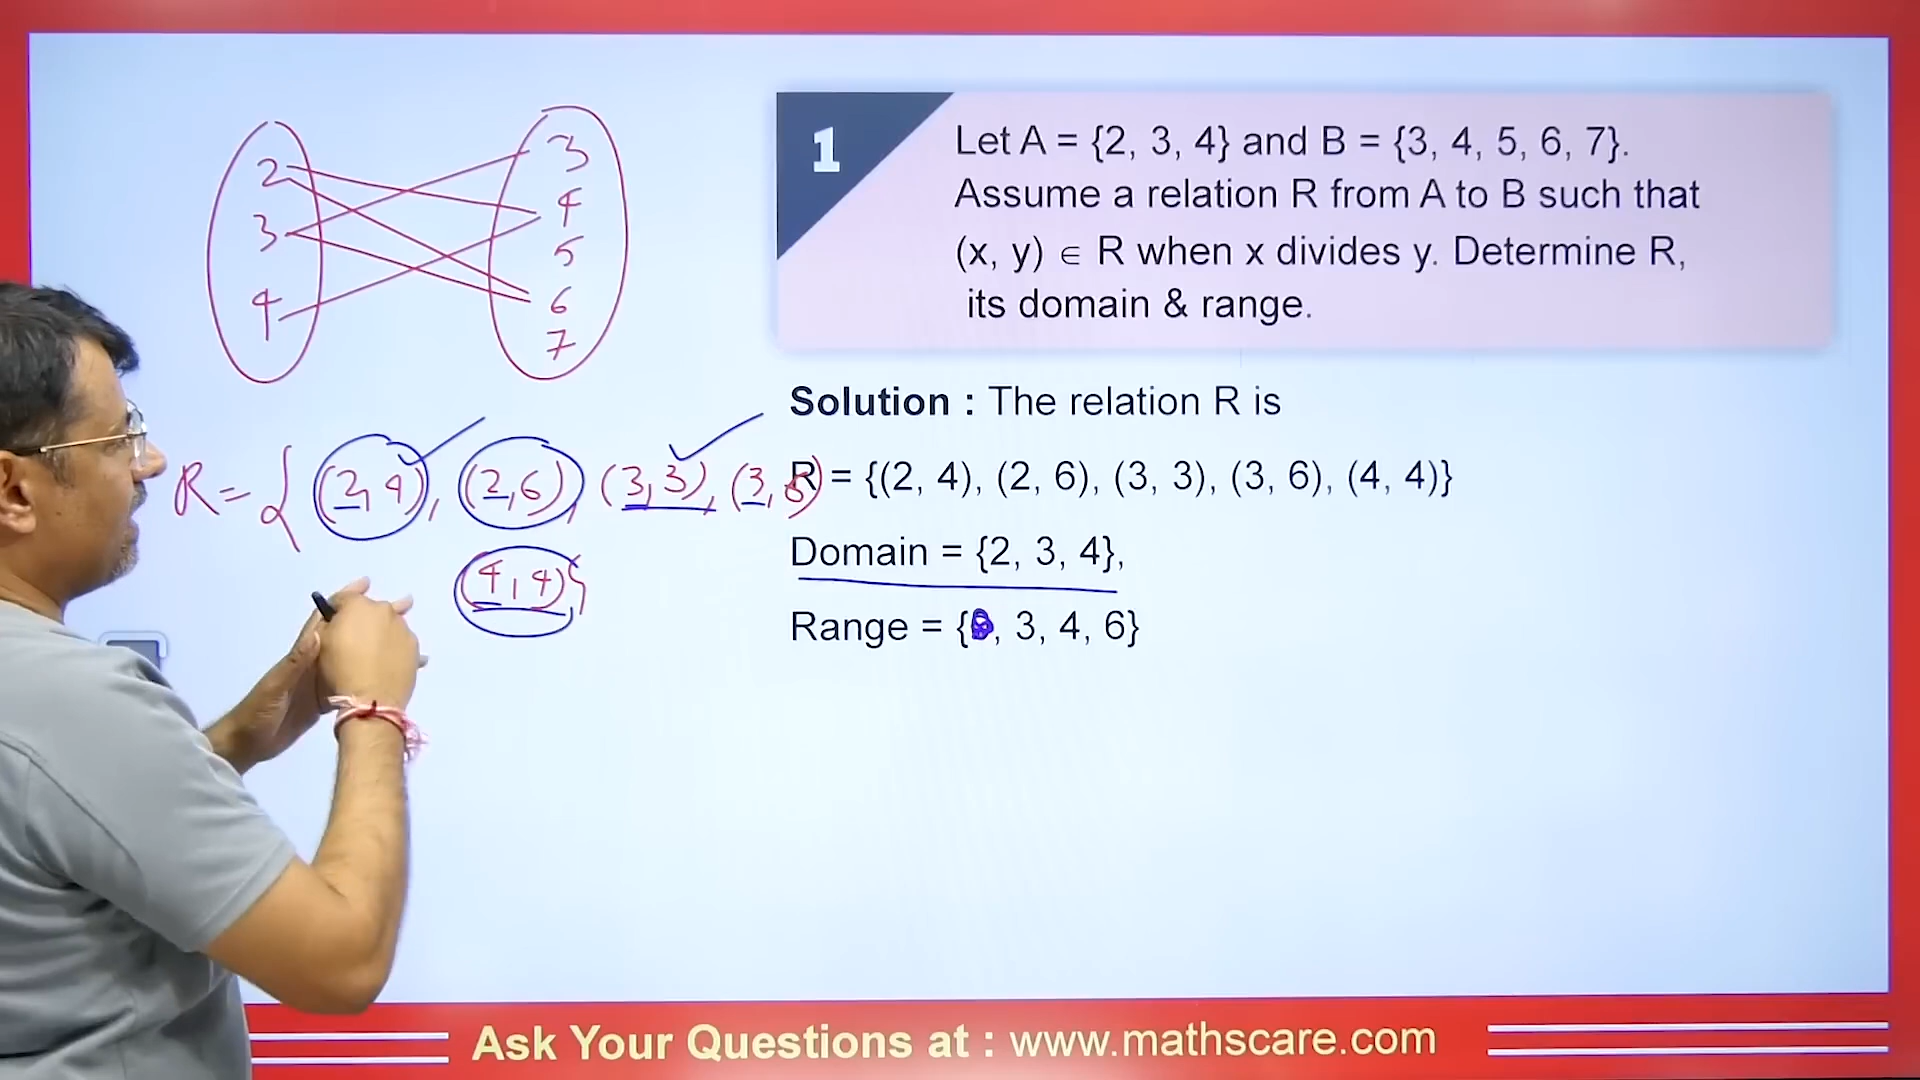 2
3
4
3
4
5
6
7
R = { (2,4), (2,6), (3,3), (3,6)
(4,4)}
1
Let A = {2, 3, 4} and B = {3, 4, 5, 6, 7}.
Assume a relation R from A to B such that
(x, y) ∈ R when x divides y. Determine R,
its domain & range.
Solution : The relation R is
R = {(2, 4), (2, 6), (3, 3), (3, 6), (4, 4)}
Domain = {2, 3, 4},
Range = { , 3, 4, 6}
Ask Your Questions at : www.mathscare.com